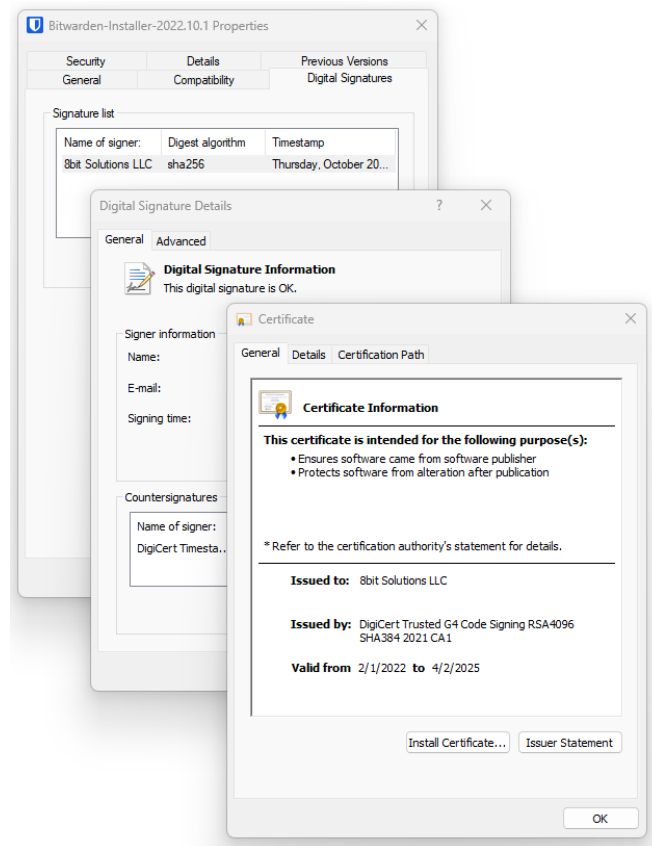 Bitwarden-Installer-2022.10.1 Properties
Security Details Previous Versions
General Compatibility Digital Signatures
Signature list
Name of signer: Digest algorithm Timestamp
8bit Solutions LLC sha256 Thursday, October 20...
Digital Signature Details ?
General Advanced
Digital Signature Information
This digital signature is OK.
Signer information
Name:
E-mail:
Signing time:
Countersignatures
Name of signer:
DigiCert Timesta..
Certificate
General Details Certification Path
Certificate Information
This certificate is intended for the following purpose(s):
• Ensures software came from software publisher
• Protects software from alteration after publication
* Refer to the certification authority's statement for details.
Issued to: 8bit Solutions LLC
Issued by: DigiCert Trusted G4 Code Signing RSA4096
SHA384 2021 CA1
Valid from 2/1/2022 to 4/2/2025
Install Certificate... Issuer Statement
OK